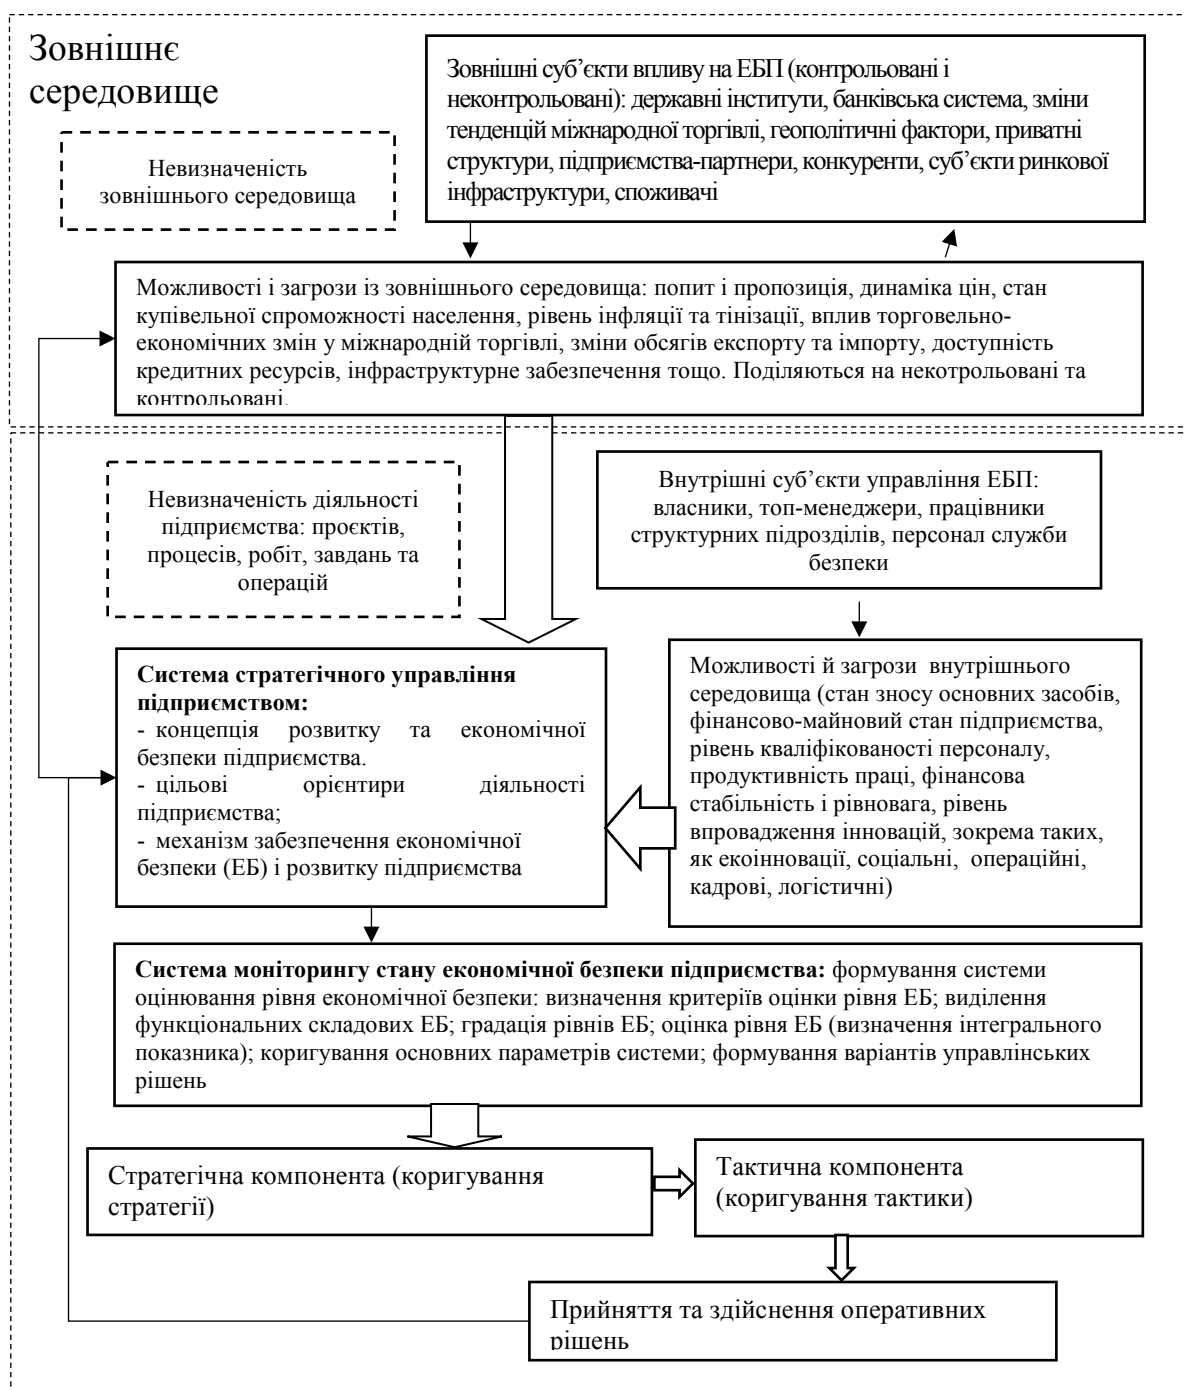 Зовнішнє
середовище
Зовнішні суб’єкти впливу на ЕБП (контрольовані і
неконтрольовані): державні інститути, банківська система, зміни
тенденцій міжнародної торгівлі, геополітичні фактори, приватні
структури, підприємства-партнери, конкуренти, суб’єкти ринкової
інфраструктури, споживачі
Невизначеність
зовнішнього середовища
Можливості і загрози із зовнішнього середовища: попит і пропозиція, динаміка цін, стан
купівельної спроможності населення, рівень інфляції та тінізації, вплив торговельно-
економічних змін у міжнародній торгівлі, зміни обсягів експорту та імпорту, доступність
кредитних ресурсів, інфраструктурне забезпечення тощо. Поділяються на некотрольовані та
контрольовані.
Невизначеність діяльності
підприємства: проєктів,
процесів, робіт, завдань та
операцій
Внутрішні суб’єкти управління ЕБП:
власники, топ-менеджери, працівники
структурних підрозділів, персонал служби
безпеки
Система стратегічного управління
підприємством:
- концепція розвитку та економічної
безпеки підприємства.
- цільові орієнтири діяльності
підприємства;
- механізм забезпечення економічної
безпеки (ЕБ) і розвитку підприємства
Можливості й загрози внутрішнього
середовища (стан зносу основних засобів,
фінансово-майновий стан підприємства,
рівень кваліфікованості персоналу,
продуктивність праці, фінансова
стабільність і рівновага, рівень
впровадження інновацій, зокрема таких,
як екоінновації, соціальні, операційні,
кадрові, логістичні)
Система моніторингу стану економічної безпеки підприємства: формування системи
оцінювання рівня економічної безпеки: визначення критеріїв оцінки рівня ЕБ; виділення
функціональних складових ЕБ; градація рівнів ЕБ; оцінка рівня ЕБ (визначення інтегрального
показника); коригування основних параметрів системи; формування варіантів управлінських
рішень
Стратегічна компонента (коригування
стратегії)
Тактична компонента
(коригування тактики)
Прийняття та здійснення оперативних
рішень